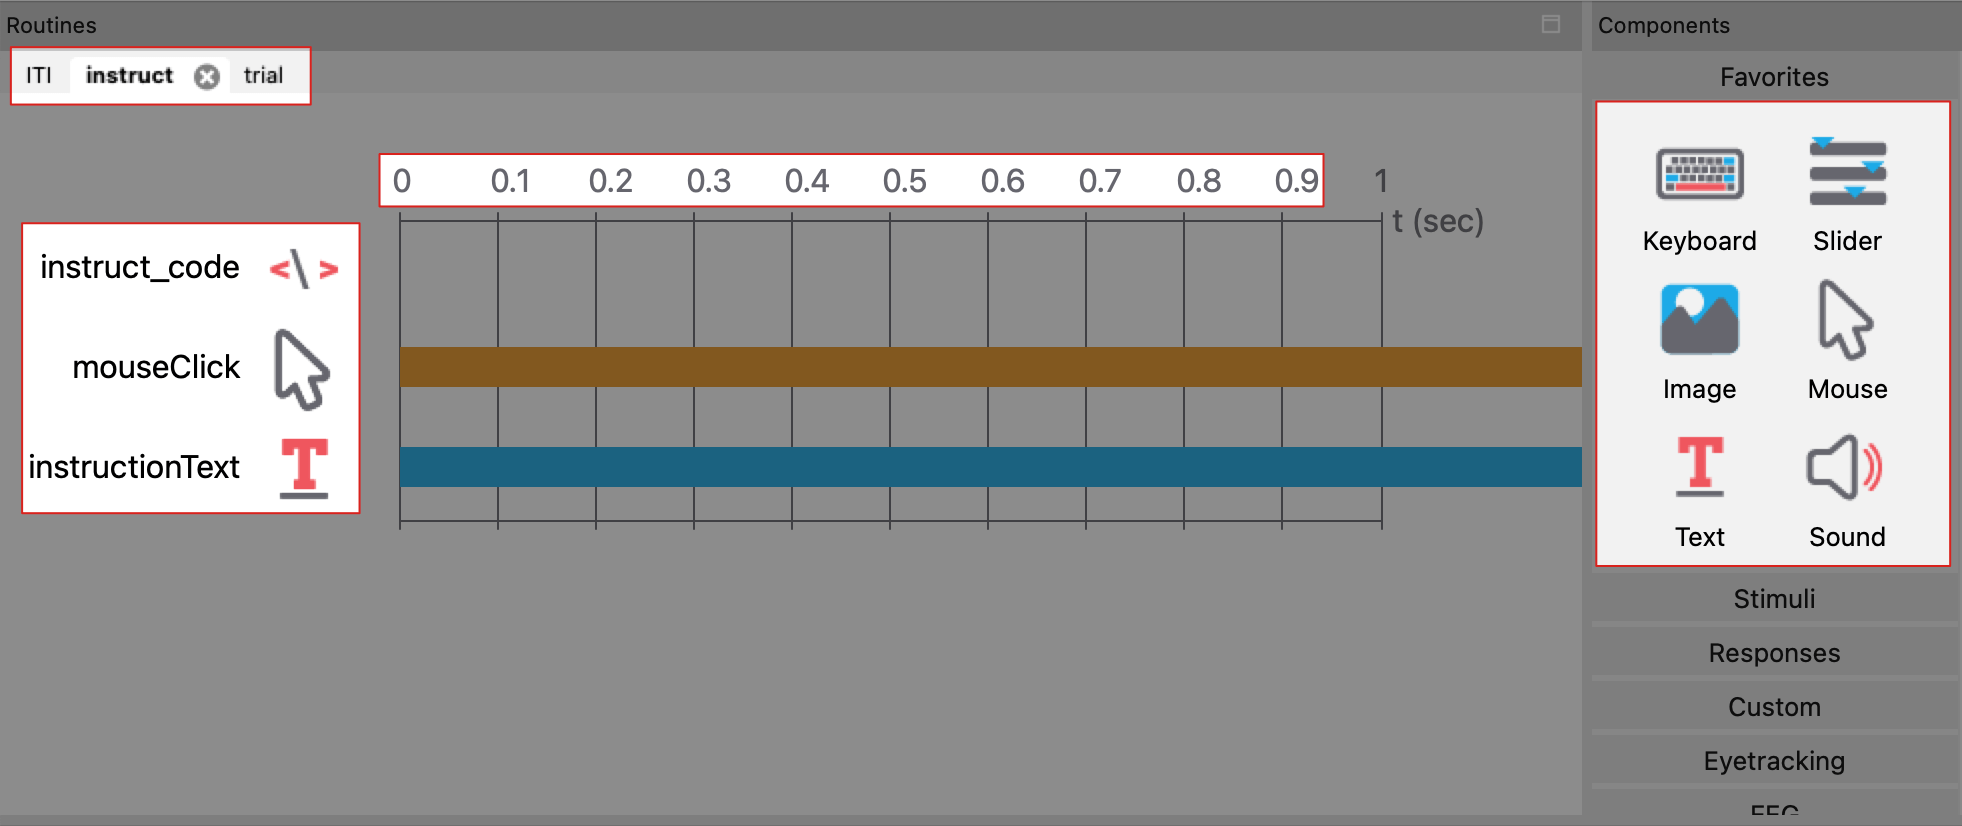 Routines
ITI instruct trial
0 0.1 0.2 0.3 0.4 0.5 0.6 0.7 0.8 0.9 1
t (sec)
instruct_code
mouseClick
instructionText
Components
Favorites
Keyboard Slider
Image Mouse
Text Sound
Stimuli
Responses
Custom
Eyetracking
EEG